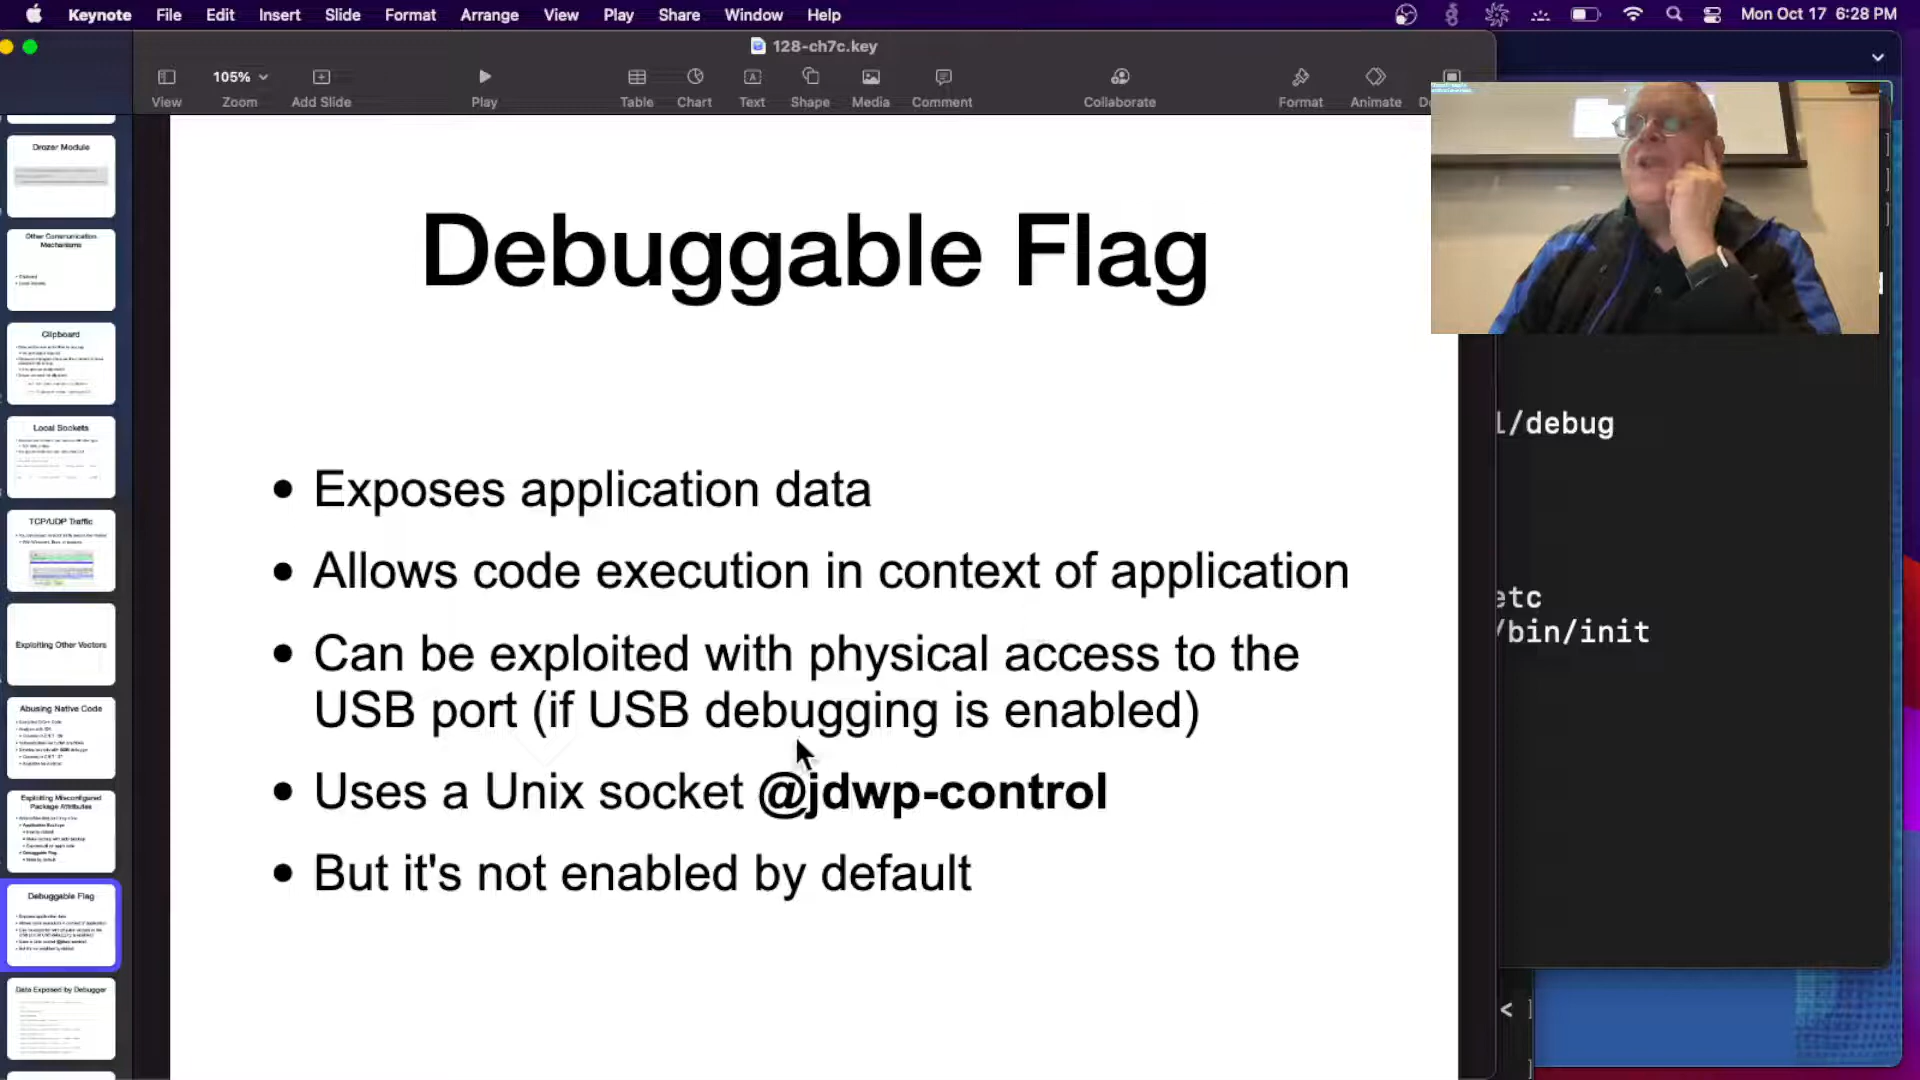 Keynote File Edit Insert Slide Format Arrange View Play Share Window Help Mon Oct 17 6:28 PM
128-ch7c.key
105%
View Zoom Add Slide Play Table Chart Text Shape Media Comment Collaborate Format Animate
Drozer Module
Other Communication
Mechanisms
Clipboard
Local Sockets
TCP/UDP Traffic
Exploiting Other Vectors
Abusing Native Code
Exploiting Misconfigured
Package Attributes
Debuggable Flag
Data Exposed by Debugger
Debuggable Flag
• Exposes application data
• Allows code execution in context of application
• Can be exploited with physical access to the
USB port (if USB debugging is enabled)
• Uses a Unix socket @jdwp-control
• But it's not enabled by default
/debug
etc
/bin/init
< ]